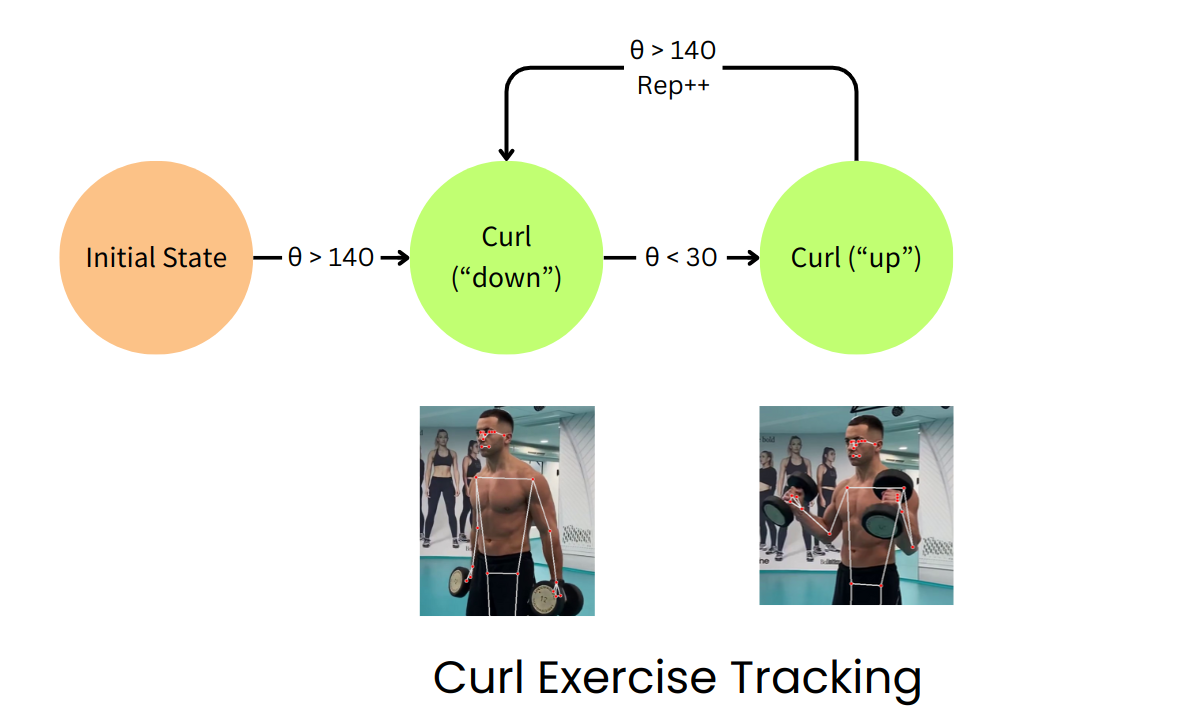 θ > 140
Rep++
Initial State
θ > 140
Curl
(“down”)
θ < 30
Curl (“up”)
Curl Exercise Tracking